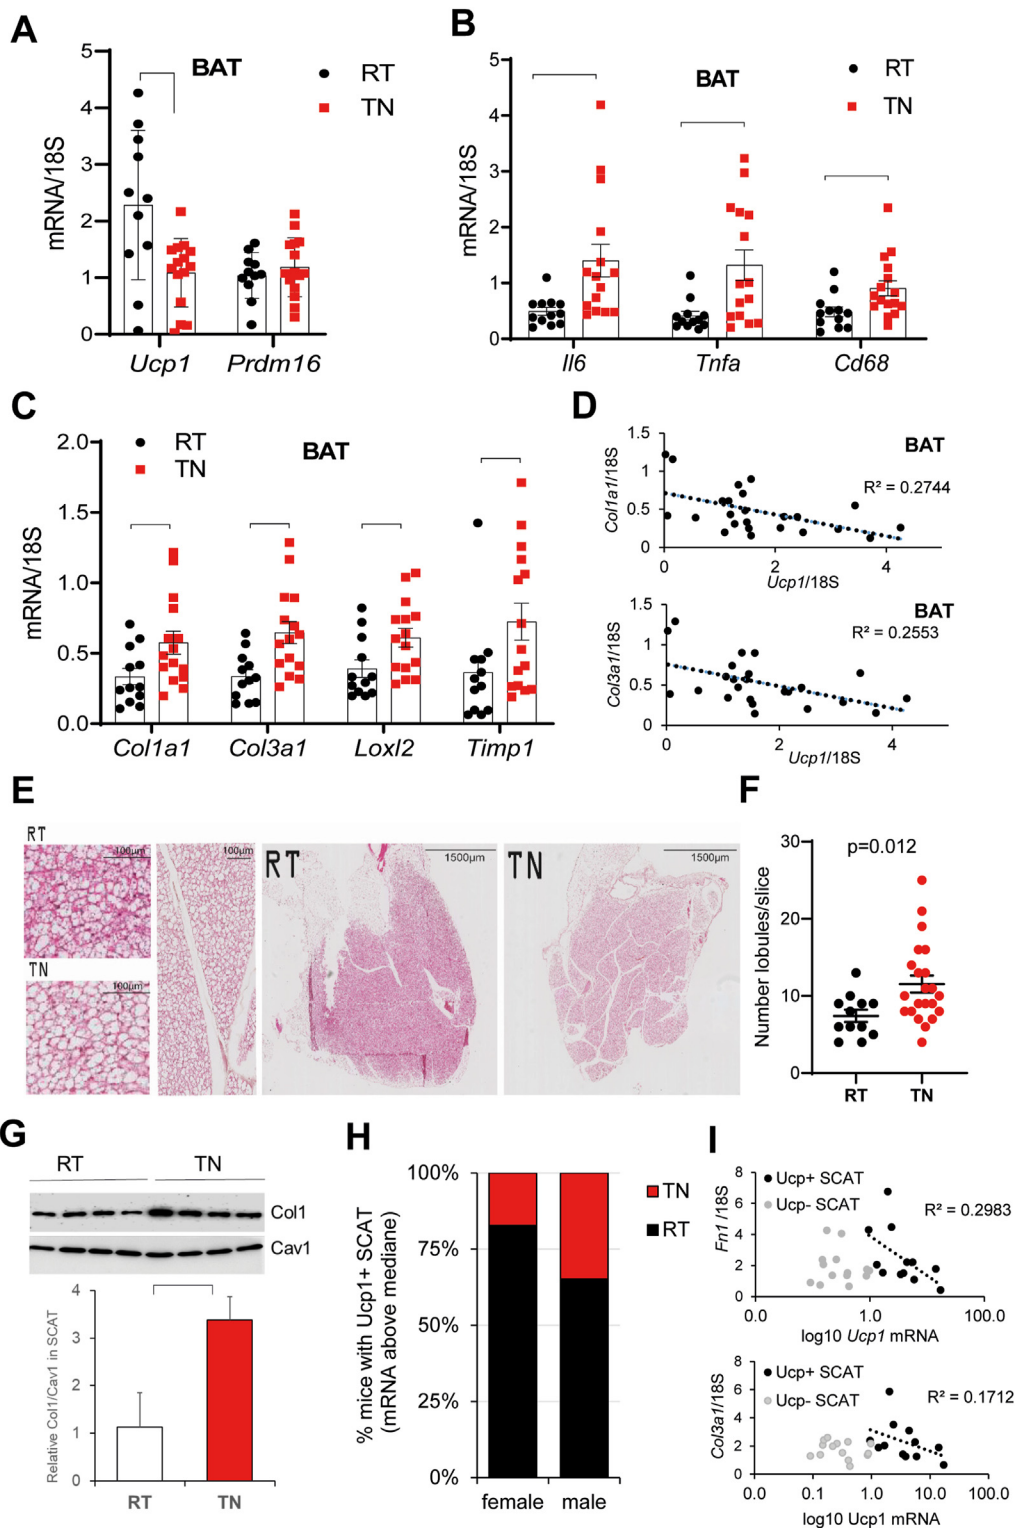 A
BAT
RT
TN
mRNA/18S
5
4
3
2
1
0
Ucp1 Prdm16
B
BAT
RT
TN
mRNA/18S
5
4
3
2
1
0
Il6 Tnfa Cd68
C
RT
TN
BAT
mRNA/18S
2.0
1.5
1.0
0.5
0.0
Col1a1 Col3a1 Loxl2 Timp1
D
BAT
R² = 0.2744
Col1a1/18S
1.5
1
0.5
0
0 2 4
Ucp1/18S
BAT
R² = 0.2553
Col3a1/18S
1.5
1
0.5
0
0 2 4
Ucp1/18S
E
RT
100µm
TN
100µm
100µm
RT
1500µm
TN
1500µm
F
p=0.012
Number lobules/slice
30
20
10
0
RT TN
G
RT TN
Col1
Cav1
Relative Col1/Cav1 in SCAT
4
3
2
1
0
RT TN
H
% mice with Ucp1+ SCAT
(mRNA above mediane)
100%
75%
50%
25%
0%
female male
TN
RT
I
Ucp+ SCAT
Ucp- SCAT
R² = 0.2983
Fn1 /18S
8
6
4
2
0
0.0 1.0 100.0
log10 Ucp1 mRNA
Ucp+ SCAT
Ucp- SCAT
R² = 0.1712
Col3a1/18S
8
6
4
2
0
0.0 0.1 1.0 10.0 100.0
log10 Ucp1 mRNA